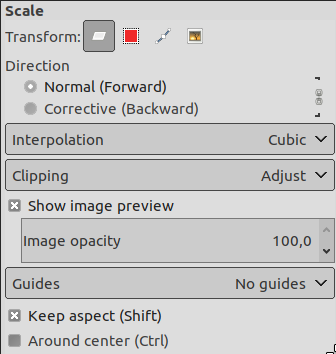 Scale
Transform:
Direction
Normal (Forward)
Corrective (Backward)
Interpolation Cubic
Clipping Adjust
Show image preview
Image opacity 100,0
Guides No guides
Keep aspect (Shift)
Around center (Ctrl)